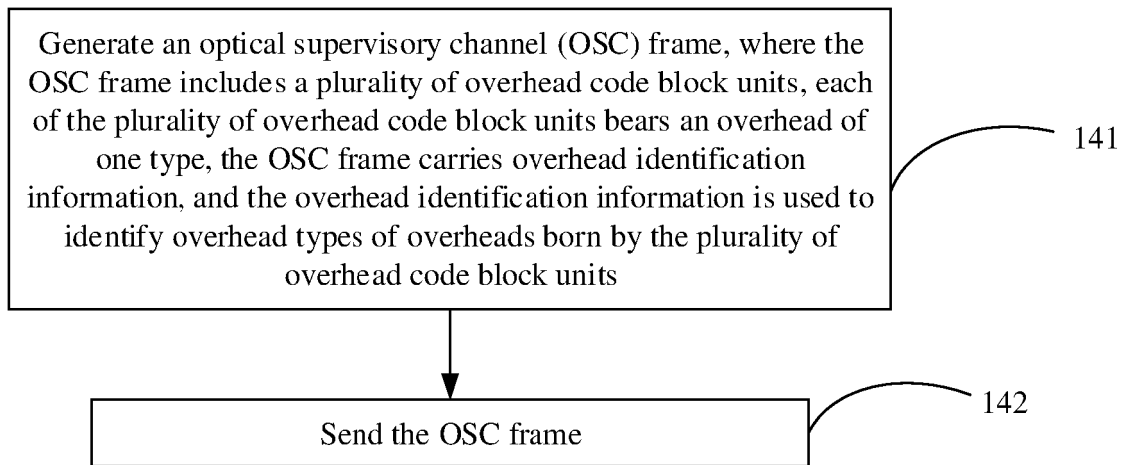 Generate an optical supervisory channel (OSC) frame, where the
OSC frame includes a plurality of overhead code block units, each
of the plurality of overhead code block units bears an overhead of
one type, the OSC frame carries overhead identification
information, and the overhead identification information is used to
identify overhead types of overheads born by the plurality of
overhead code block units
141
Send the OSC frame
142